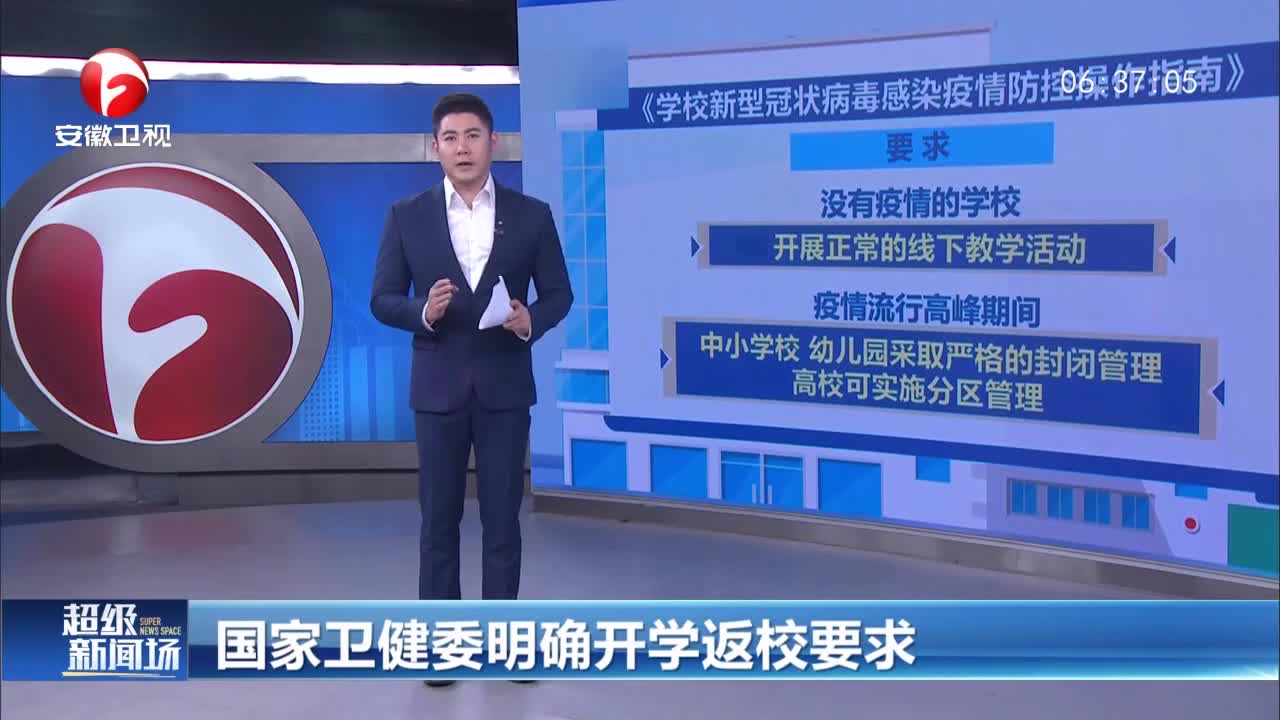 安徽卫视
06:37:05
《学校新型冠状病毒感染疫情防控操作指南》
要求
没有疫情的学校
开展正常的线下教学活动
疫情流行高峰期间
中小学校 幼儿园采取严格的封闭管理
高校可实施分区管理
超级新闻场
SUPER NEWS SPACE
国家卫健委明确开学返校要求